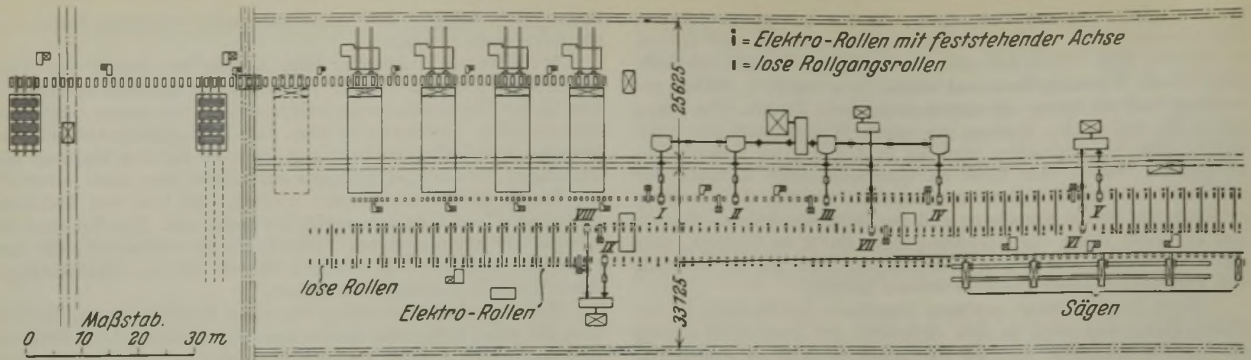 i = Elektro-Rollen mit feststehender Achse
ı = lose Rollgangsrollen
25625
I II III IV V
VIII IX VII VI
lose Rollen
Elektro-Rollen
33125
Sägen
Maßstab.
0 10 20 30 m